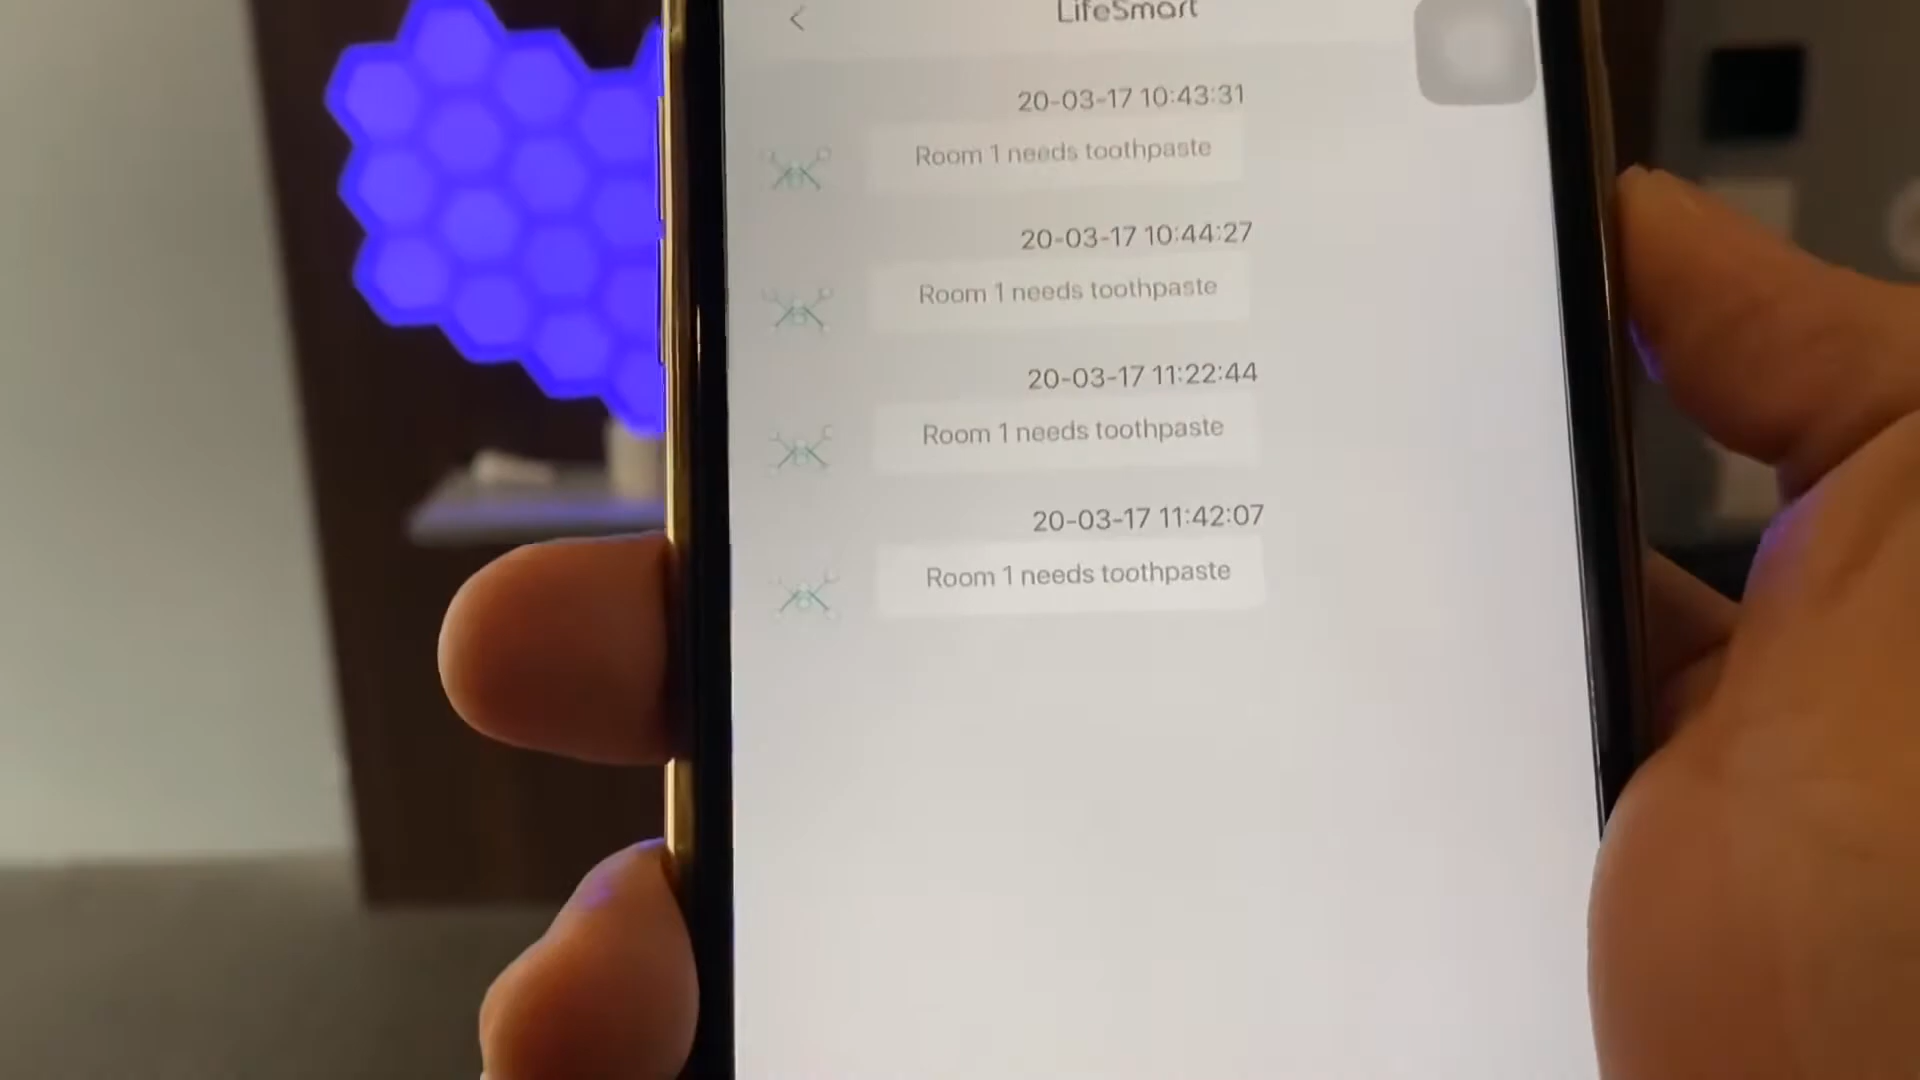 LifeSmart
20-03-17 10:43:31
Room 1 needs toothpaste
20-03-17 10:44:27
Room 1 needs toothpaste
20-03-17 11:22:44
Room 1 needs toothpaste
20-03-17 11:42:07
Room 1 needs toothpaste